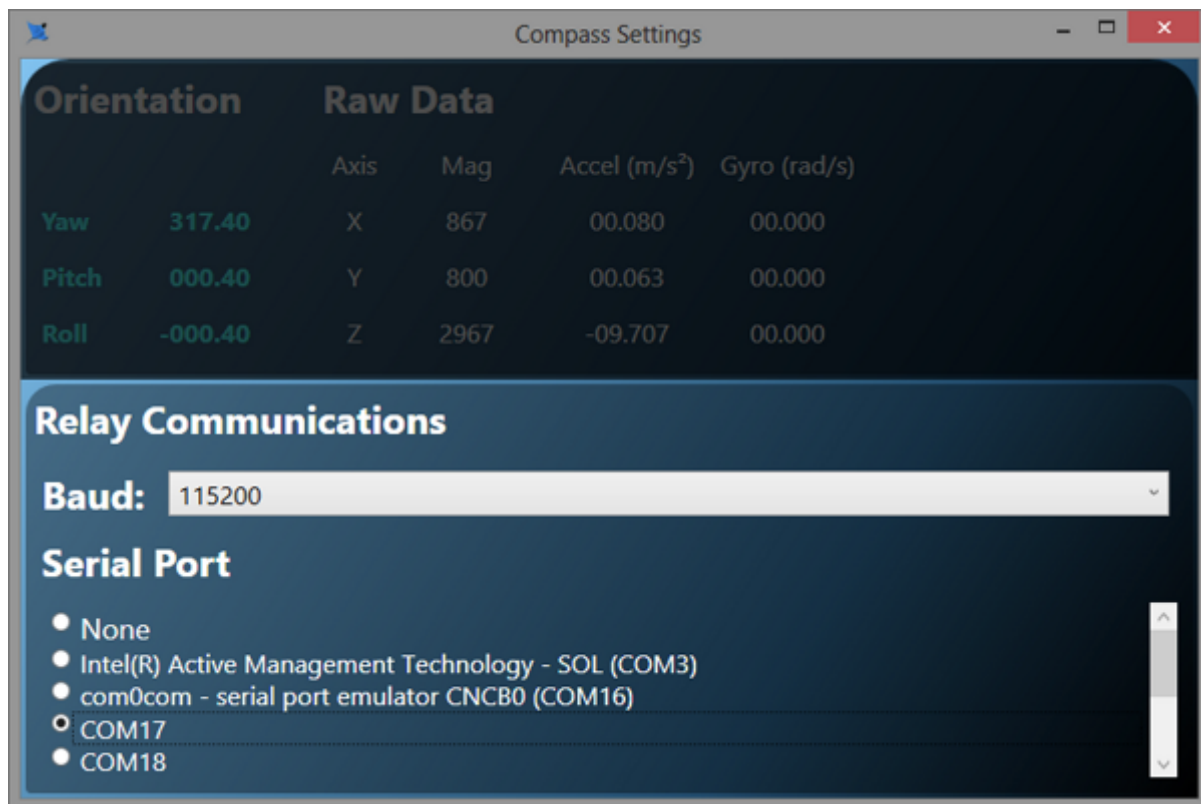 Compass Settings
Orientation Raw Data
Axis Mag Accel (m/s²) Gyro (rad/s)
Yaw 317.40 X 867 00.080 00.000
Pitch 000.40 Y 800 00.063 00.000
Roll -000.40 Z 2967 -09.707 00.000
Relay Communications
Baud: 115200
Serial Port
None
Intel(R) Active Management Technology - SOL (COM3)
com0com - serial port emulator CNCB0 (COM16)
COM17
COM18